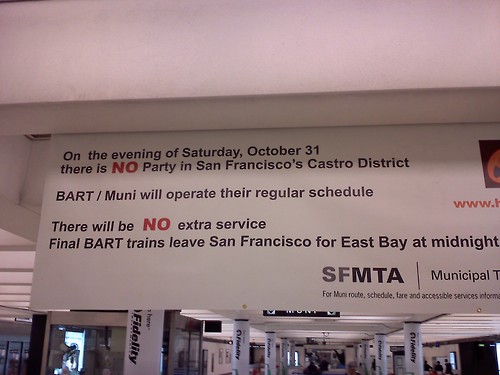 On the evening of Saturday, October 31
there is NO Party in San Francisco's Castro District
BART / Muni will operate their regular schedule
www.
There will be NO extra service
Final BART trains leave San Francisco for East Bay at midnight
SFMTA Municipal
For Muni route, schedule, fare and accessible services
MUNI
Fidelity
Fidelity
Fidelity
Fidelity
Fidelity